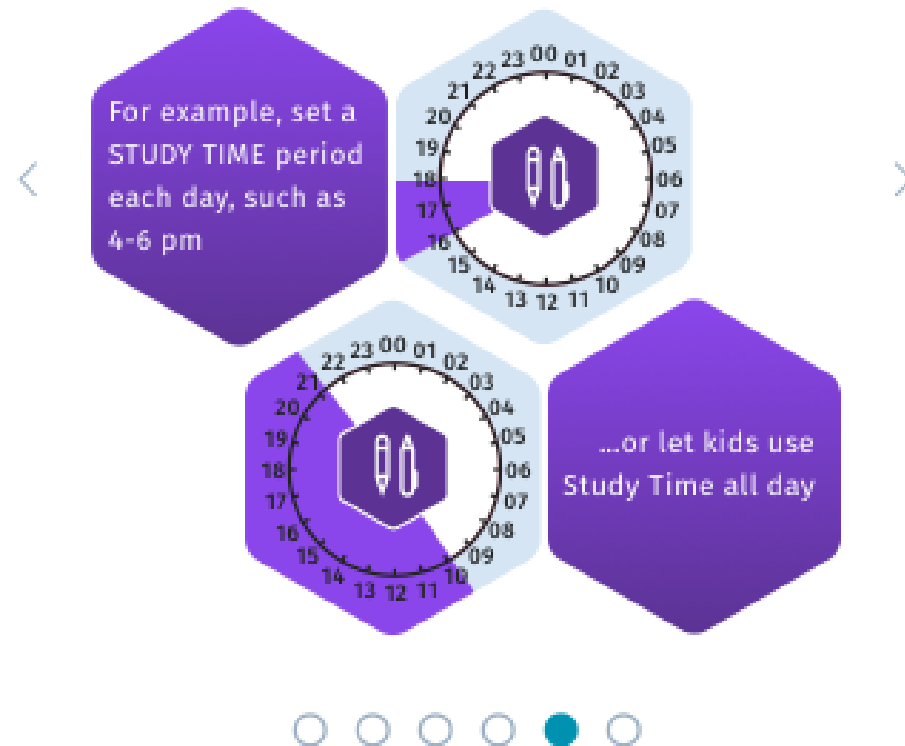 For example, set a
STUDY TIME period
each day, such as
4-6 pm
00 01 02 03 04 05 06 07 08 09 10 11 12 13 14 15 16 17 18 19 20 21 22 23
00 01 02 03 04 05 06 07 08 09 10 11 12 13 14 15 16 17 18 19 20 21 22 23
...or let kids use
Study Time all day